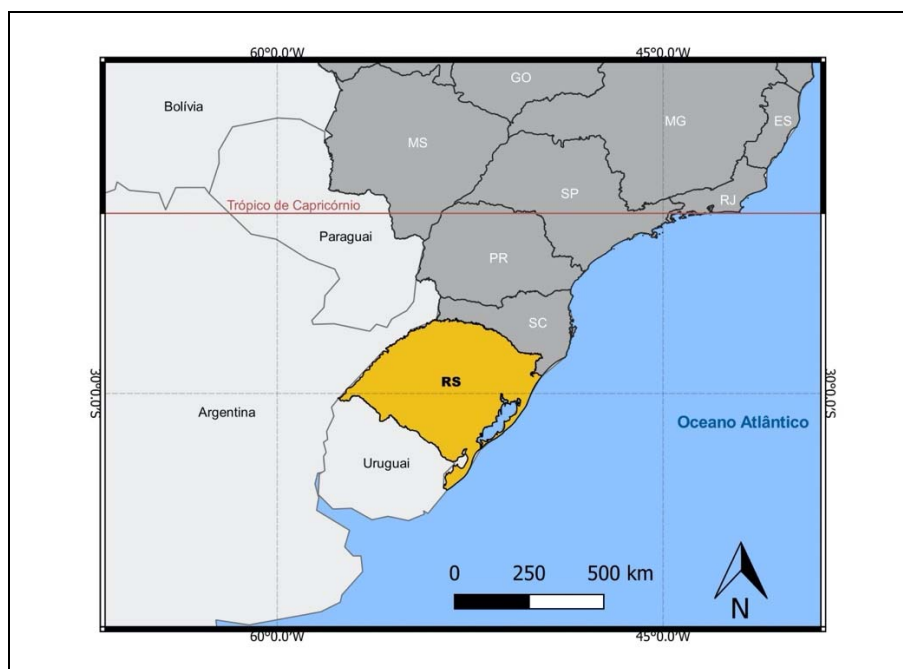 60°0.0'W
45°0.0'W
Bolívia
GO
MG
ES
MS
SP
RJ
Trópico de Capricórnio
Paraguai
PR
SC
RS
30°0.0'S
30°0.0'S
Argentina
Oceano Atlântico
Uruguai
0 250 500 km
N
60°0.0'W
45°0.0'W